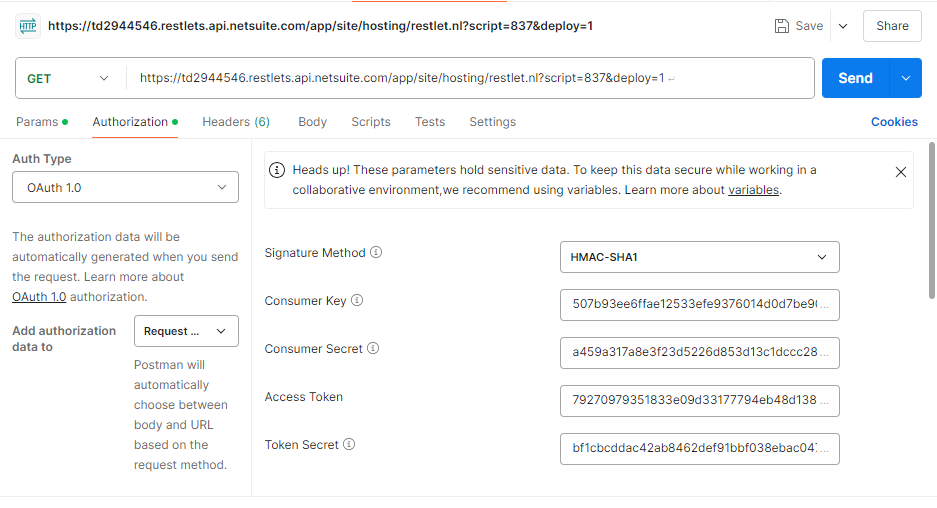 HTTP https://td2944546.restlets.api.netsuite.com/app/site/hosting/restlet.nl?script=837&deploy=1 Save Share
GET https://td2944546.restlets.api.netsuite.com/app/site/hosting/restlet.nl?script=837&deploy=1 Send
Params Authorization Headers (6) Body Scripts Tests Settings Cookies
Auth Type
OAuth 1.0
The authorization data will be
automatically generated when you send
the request. Learn more about
OAuth 1.0 authorization.
Add authorization
data to
Request ...
Postman will
automatically
choose between
body and URL
based on the
request method.
Heads up! These parameters hold sensitive data. To keep this data secure while working in a
collaborative environment,we recommend using variables. Learn more about variables.
Signature Method HMAC-SHA1
Consumer Key 507b93ee6ffae12533efe9376014d0d7be9...
Consumer Secret a459a317a8e3f23d5226d853d13c1dccc28...
Access Token 79270979351833e09d33177794eb48d138...
Token Secret bf1cbcddac42ab8462def91bbf038ebac04...